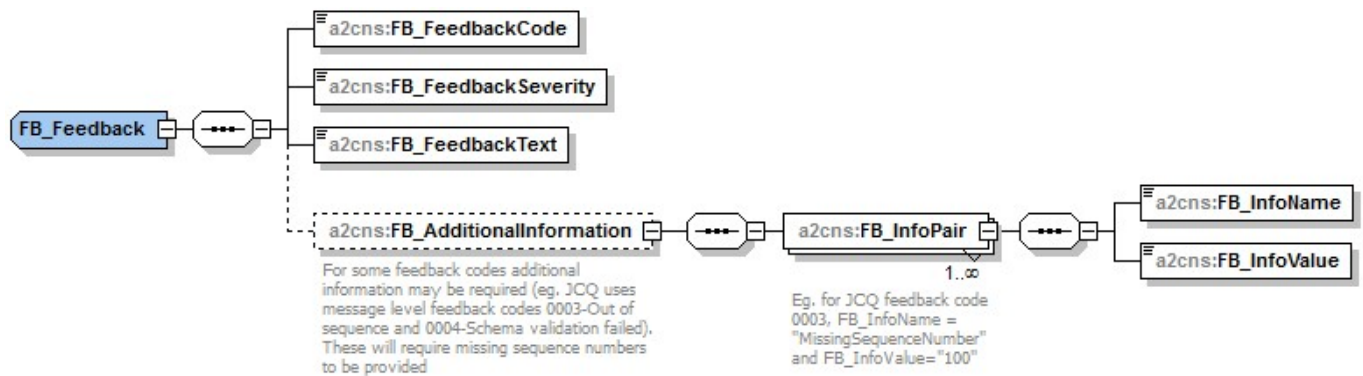 a2cns:FB_FeedbackCode
a2cns:FB_FeedbackSeverity
FB_Feedback
a2cns:FB_FeedbackText
a2cns:FB_AdditionalInformation
For some feedback codes additional
information may be required (eg. JCQ uses
message level feedback codes 0003-Out of
sequence and 0004-Schema validation failed).
These will require missing sequence numbers
to be provided
a2cns:FB_InfoPair
1..∞
Eg. for JCQ feedback code
0003, FB_InfoName =
"MissingSequenceNumber"
and FB_InfoValue="100"
a2cns:FB_InfoName
a2cns:FB_InfoValue